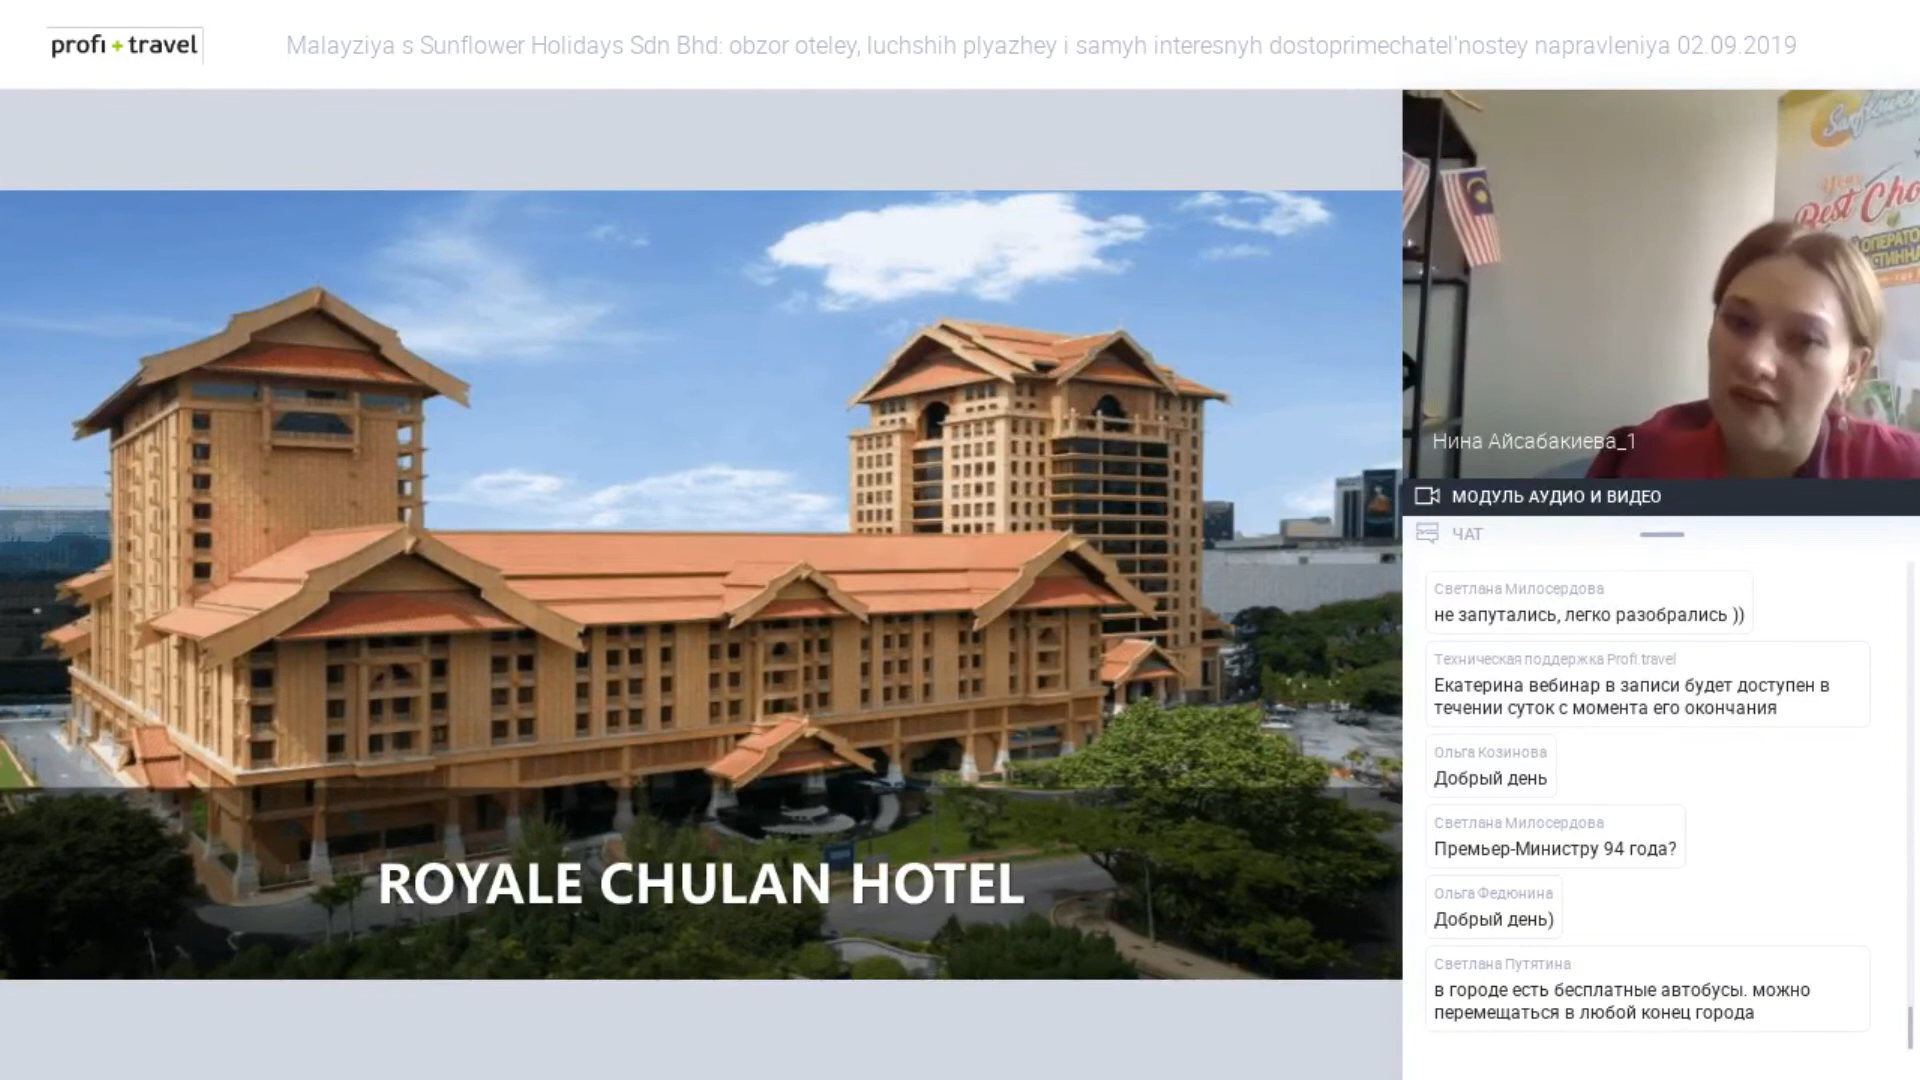 profi + travel
Malayziya s Sunflower Holidays Sdn Bhd: obzor oteley, luchshih plyazhey i samyh interesnyh dostoprimechatel'nostey napravleniya 02.09.2019
Best Cho
ОПЕРАТО
Нина Айсабакиева_1
МОДУЛЬ АУДИО И ВИДЕО
ЧАТ
Светлана Милосердова
не запутались, легко разобрались ))
Техническая поддержка Profi.travel
Екатерина вебинар в записи будет доступен в
течении суток с момента его окончания
Ольга Козинова
Добрый день
Светлана Милосердова
Премьер-Министру 94 года?
Ольга Федюнина
Добрый день)
Светлана Путятина
в городе есть бесплатные автобусы. можно
перемещаться в любой конец города
ROYALE CHULAN HOTEL